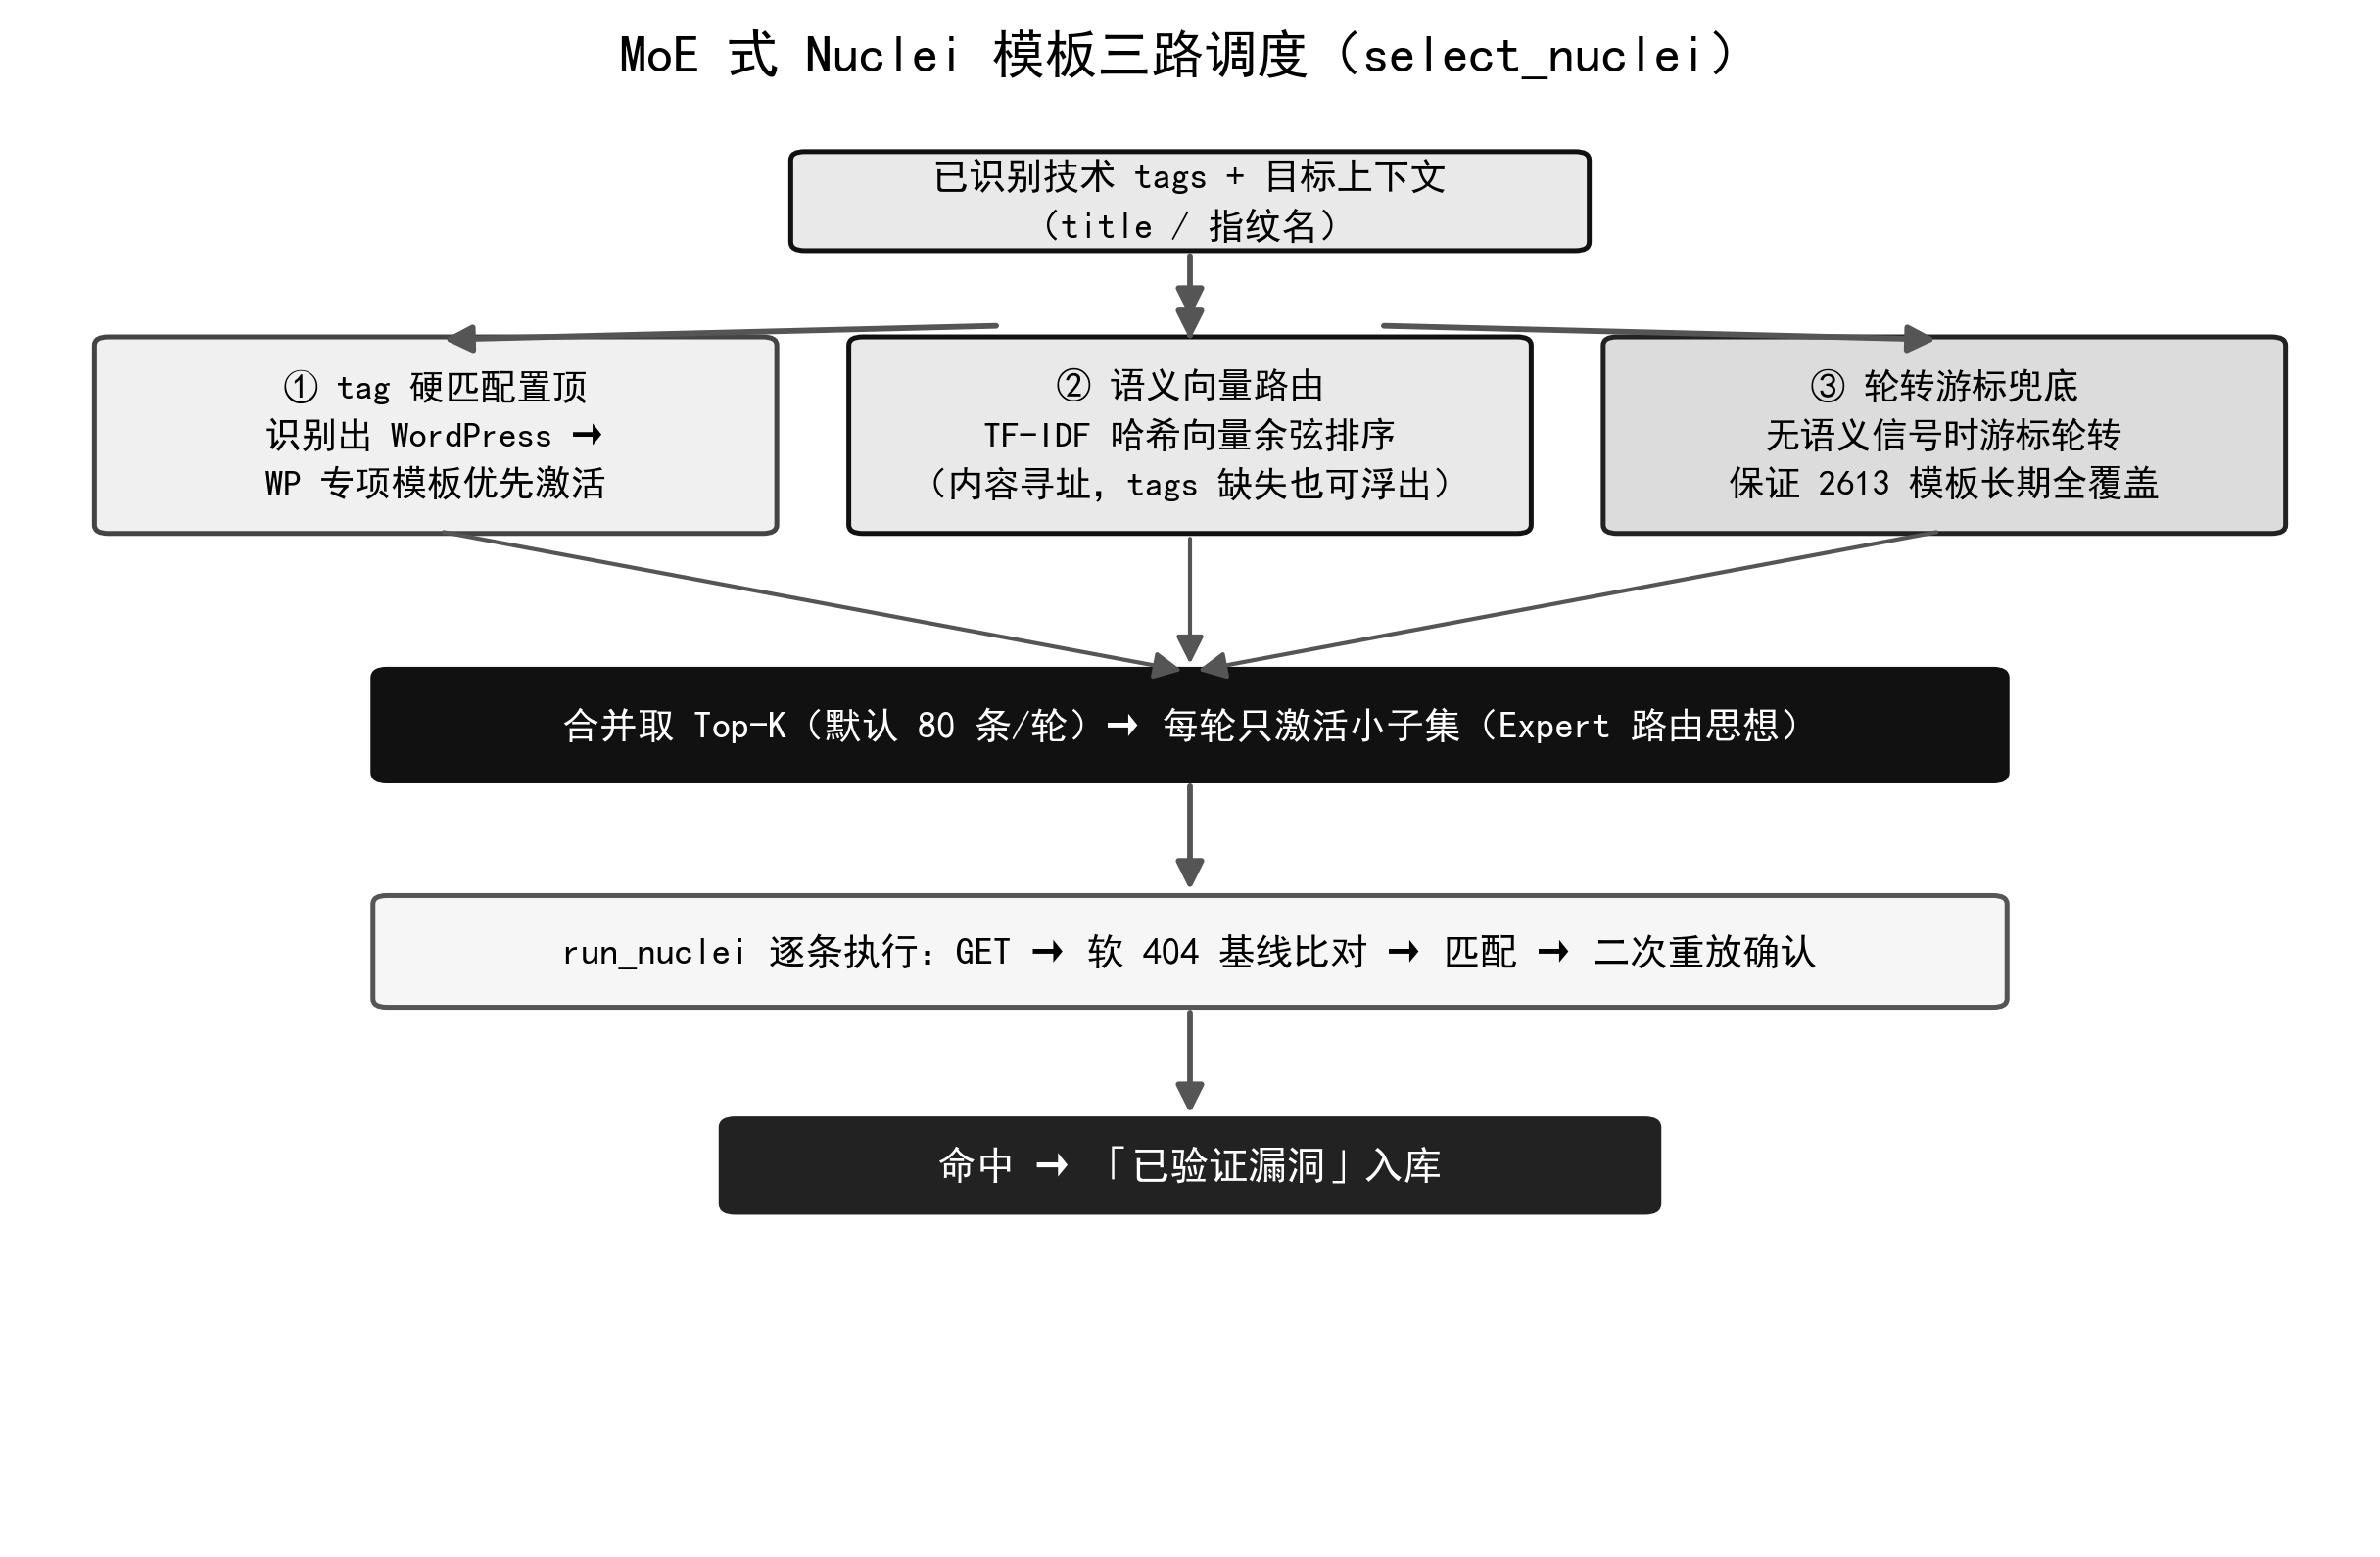 MoE 式 Nuclei 模板三路调度（select_nuclei）
已识别技术 tags + 目标上下文
（title / 指纹名）
① tag 硬匹配置顶
识别出 WordPress →
WP 专项模板优先激活
② 语义向量路由
TF-IDF 哈希向量余弦排序
（内容寻址，tags 缺失也可浮出）
③ 轮转游标兜底
无语义信号时游标轮转
保证 2613 模板长期全覆盖
合并取 Top-K（默认 80 条/轮）→ 每轮只激活小子集（Expert 路由思想）
run_nuclei 逐条执行：GET → 软 404 基线比对 → 匹配 → 二次重放确认
命中 → 「已验证漏洞」入库